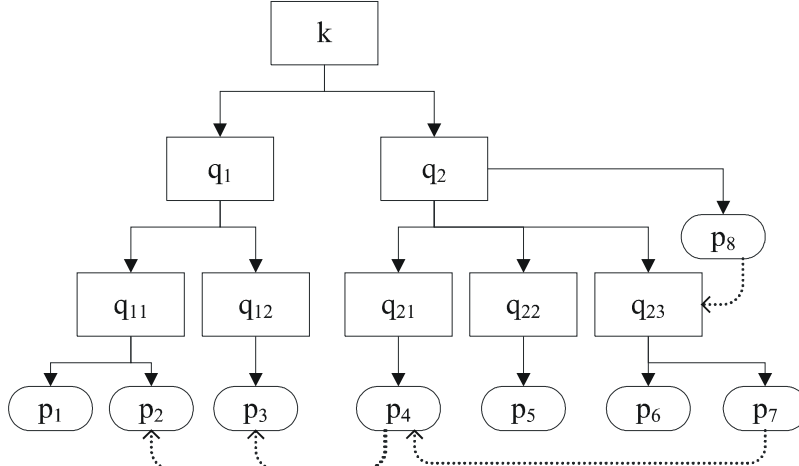 k
q₁ q₂
p₈
q₁₁ q₁₂ q₂₁ q₂₂ q₂₃
p₁ p₂ p₃ p₄ p₅ p₆ p₇